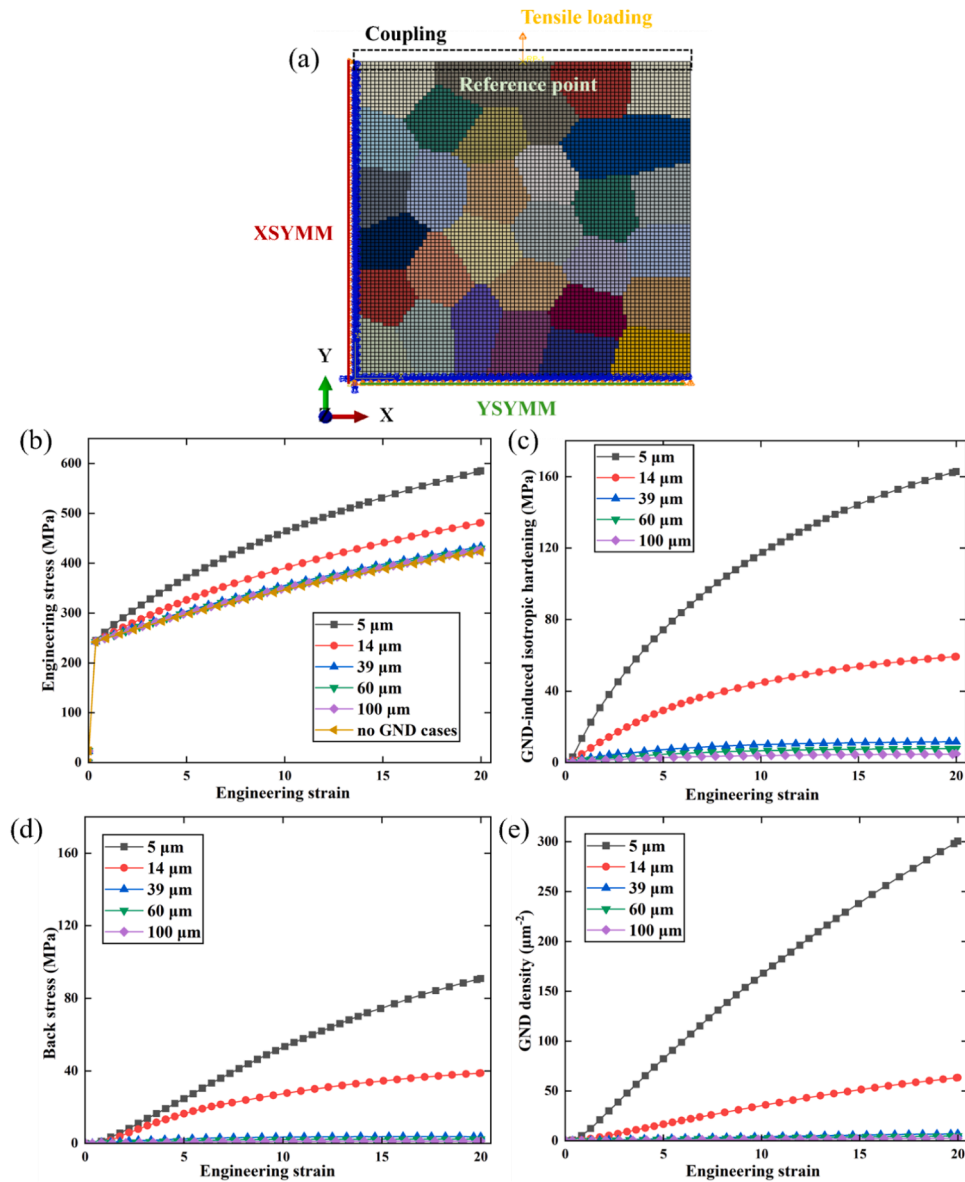 Tensile loading
Coupling
(a)
Reference point
XSYMM
Y
X
YSYMM
(b)
600
500
400
300
200
100
0
Engineering stress (MPa)
5 μm
14 μm
39 μm
60 μm
100 μm
no GND cases
0 5 10 15 20
Engineering strain
(c)
160
120
80
40
0
GND-induced isotropic hardening (MPa)
5 μm
14 μm
39 μm
60 μm
100 μm
0 5 10 15 20
Engineering strain
(d)
160
120
80
40
0
Back stress (MPa)
5 μm
14 μm
39 μm
60 μm
100 μm
0 5 10 15 20
Engineering strain
(e)
300
250
200
150
100
50
0
GND density (μm⁻²)
5 μm
14 μm
39 μm
60 μm
100 μm
0 5 10 15 20
Engineering strain